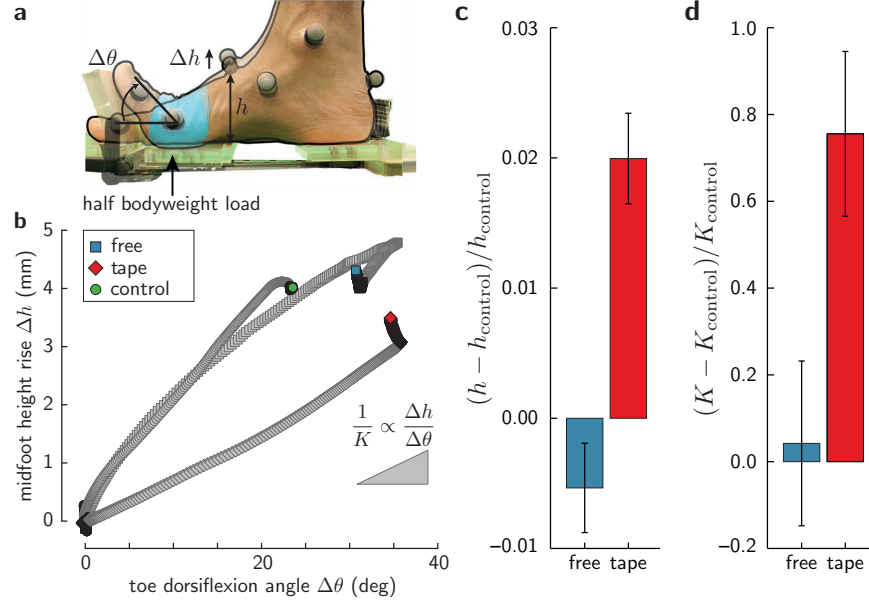 a
Δθ
Δh
h
half bodyweight load
b
midfoot height rise Δh (mm)
5
4
3
2
1
0
free
tape
control
1/K ∝ Δh/Δθ
0
20
40
toe dorsiflexion angle Δθ (deg)
c
(h − h_control)/h_control
0.03
0.02
0.01
0.00
−0.01
free tape
d
(K − K_control)/K_control
1.0
0.8
0.6
0.4
0.2
0.0
−0.2
free tape